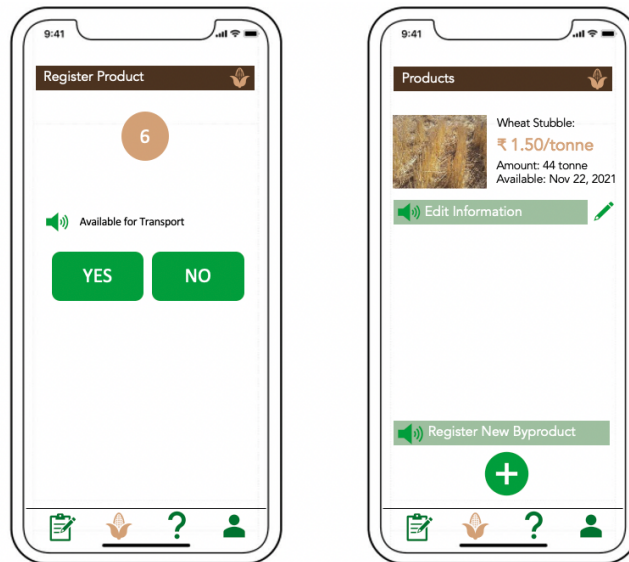 9:41
Register Product
6
Available for Transport
YES NO
9:41
Products
Wheat Stubble:
₹ 1.50/tonne
Amount: 44 tonne
Available: Nov 22, 2021
Edit Information
Register New Byproduct